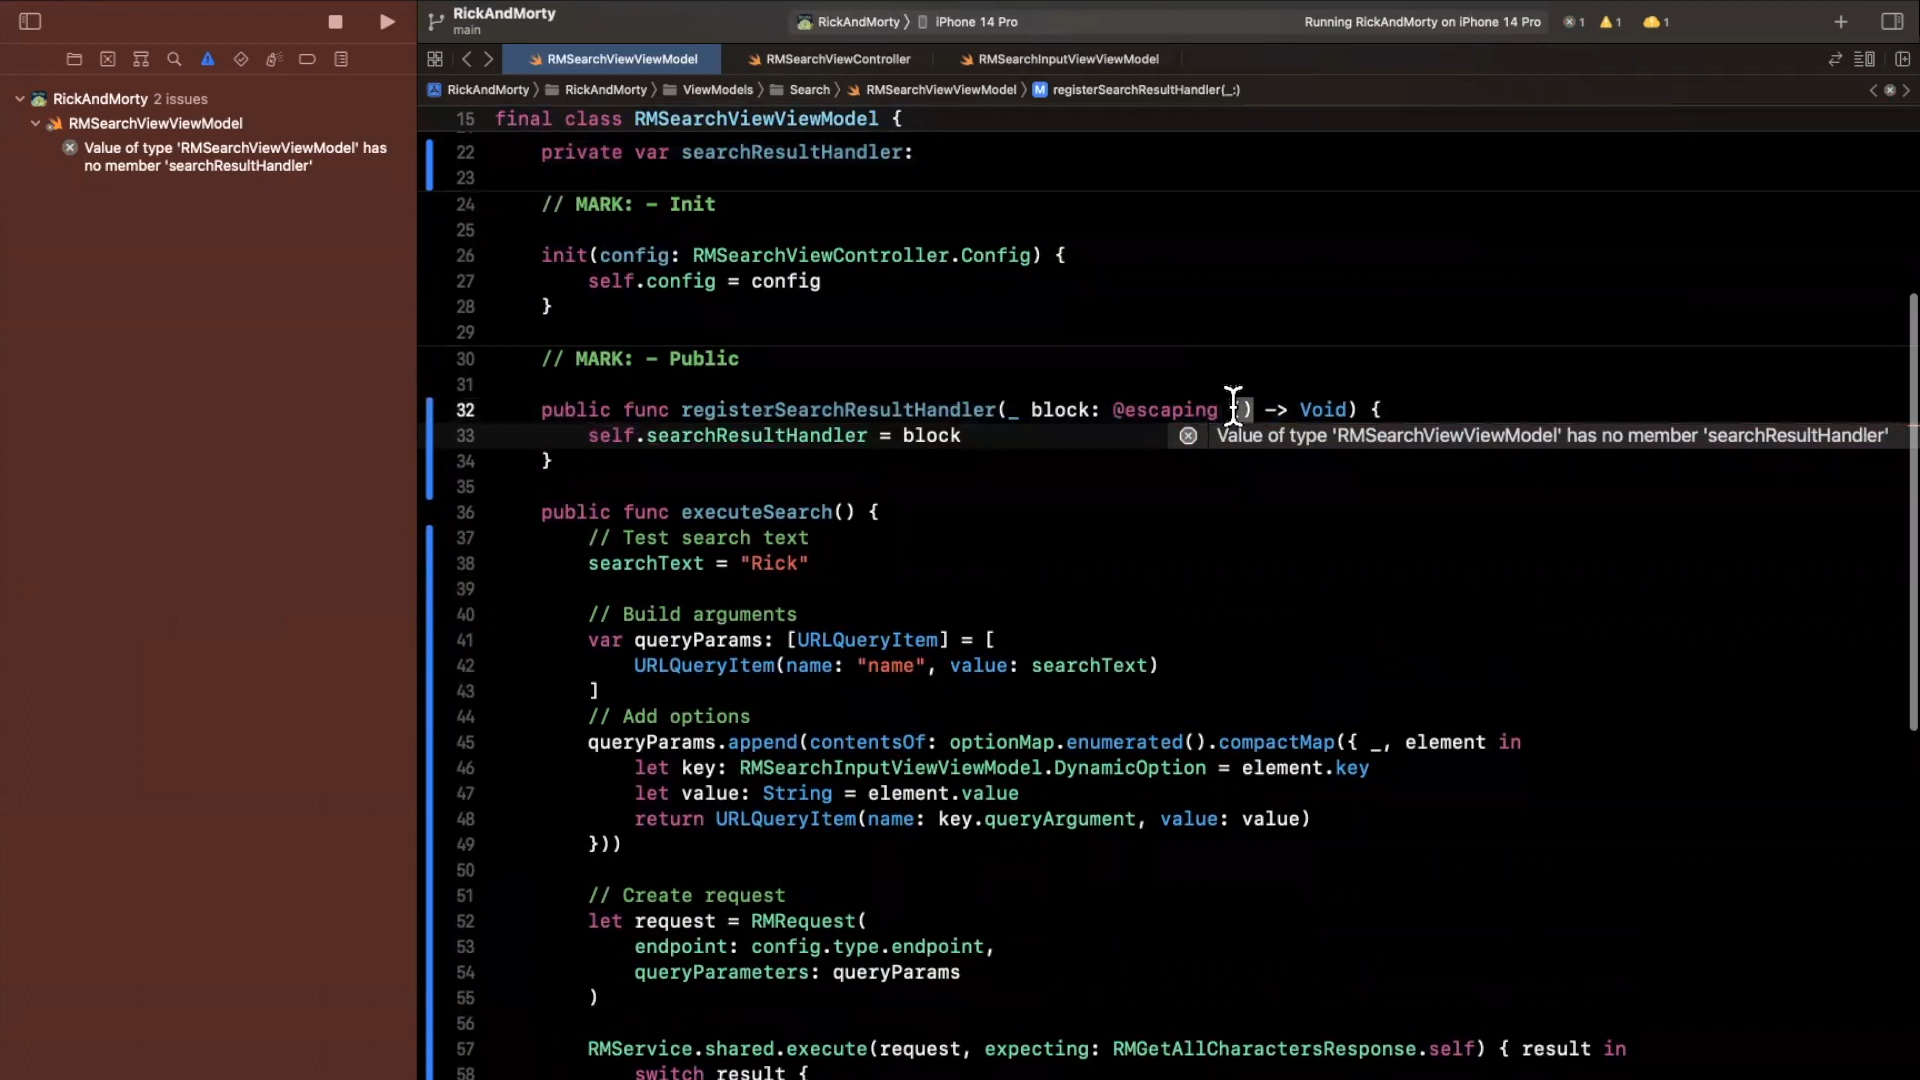 RickAndMorty
main
RickAndMorty
iPhone 14 Pro
Running RickAndMorty on iPhone 14 Pro
1
1
1
RMSearchViewViewModel
RMSearchViewController
RMSearchInputViewViewModel
RickAndMorty
RickAndMorty
ViewModels
Search
RMSearchViewViewModel
M
registerSearchResultHandler(_:)
RickAndMorty 2 issues
RMSearchViewViewModel
Value of type 'RMSearchViewViewModel' has
no member 'searchResultHandler'
15 final class RMSearchViewViewModel {
22 private var searchResultHandler:
23
24 // MARK: - Init
25
26 init(config: RMSearchViewController.Config) {
27 self.config = config
28 }
29
30 // MARK: - Public
31
32 public func registerSearchResultHandler(_ block: @escaping () -> Void) {
33 self.searchResultHandler = block
Value of type 'RMSearchViewViewModel' has no member 'searchResultHandler'
34 }
35
36 public func executeSearch() {
37 // Test search text
38 searchText = "Rick"
39
40 // Build arguments
41 var queryParams: [URLQueryItem] = [
42 URLQueryItem(name: "name", value: searchText)
43 ]
44 // Add options
45 queryParams.append(contentsOf: optionMap.enumerated().compactMap({ _, element in
46 let key: RMSearchInputViewViewModel.DynamicOption = element.key
47 let value: String = element.value
48 return URLQueryItem(name: key.queryArgument, value: value)
49 }))
50
51 // Create request
52 let request = RMRequest(
53 endpoint: config.type.endpoint,
54 queryParameters: queryParams
55 )
56
57 RMService.shared.execute(request, expecting: RMGetAllCharactersResponse.self) { result in
58 switch result {